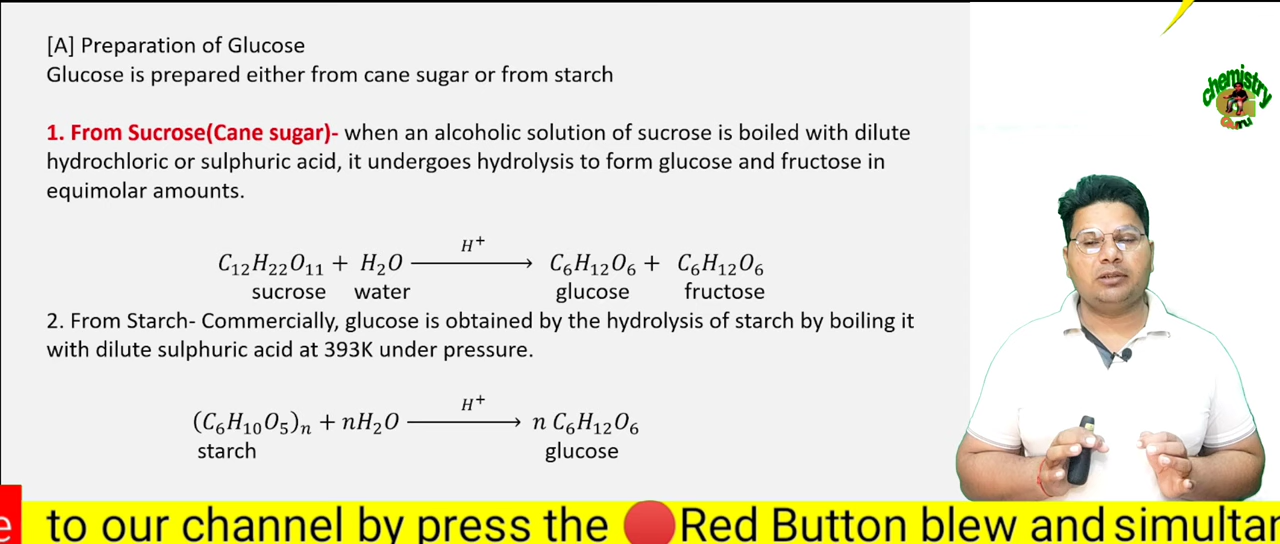 [A] Preparation of Glucose
Glucose is prepared either from cane sugar or from starch
1. From Sucrose(Cane sugar)- when an alcoholic solution of sucrose is boiled with dilute
hydrochloric or sulphuric acid, it undergoes hydrolysis to form glucose and fructose in
equimolar amounts.
H⁺
C₁₂H₂₂O₁₁ + H₂O ⟶ C₆H₁₂O₆ + C₆H₁₂O₆
sucrose water glucose fructose
2. From Starch- Commercially, glucose is obtained by the hydrolysis of starch by boiling it
with dilute sulphuric acid at 393K under pressure.
H⁺
(C₆H₁₀O₅)ₙ + nH₂O ⟶ n C₆H₁₂O₆
starch glucose
e to our channel by press the 🔴Red Button blew and simultan
chemistry
Guru